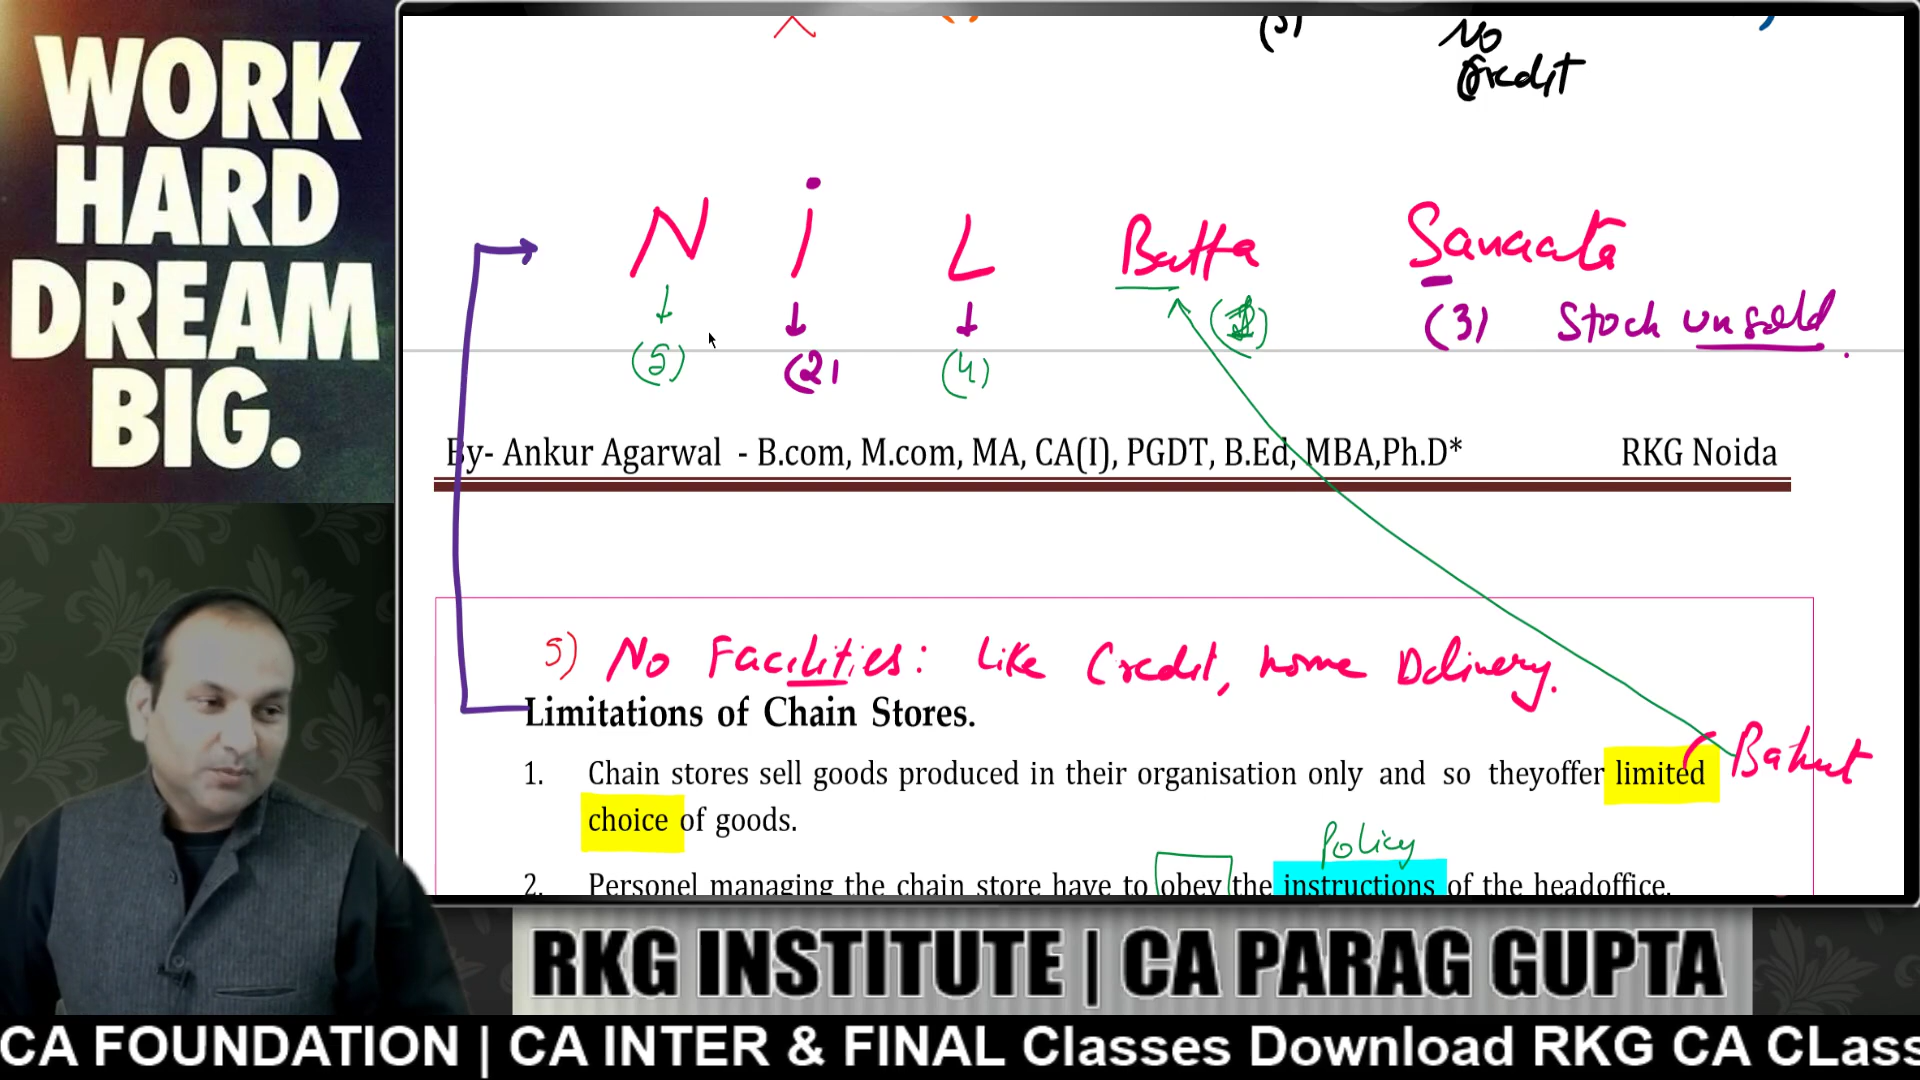 WORK
HARD
DREAM
BIG.
(5)
No
Credit
N i L Batta Sanaata
(5) (2) (4) (1) (3) Stock unsold.
By- Ankur Agarwal - B.com, M.com, MA, CA(I), PGDT, B.Ed, MBA,Ph.D* RKG Noida
5) No Facilities: Like Credit, home Delivery.
Limitations of Chain Stores.
1. Chain stores sell goods produced in their organisation only and so theyoffer limited (Bahut
choice of goods.
Policy
2. Personel managing the chain store have to obey the instructions of the headoffice.
RKG INSTITUTE | CA PARAG GUPTA
CA FOUNDATION | CA INTER & FINAL Classes Download RKG CA CLass